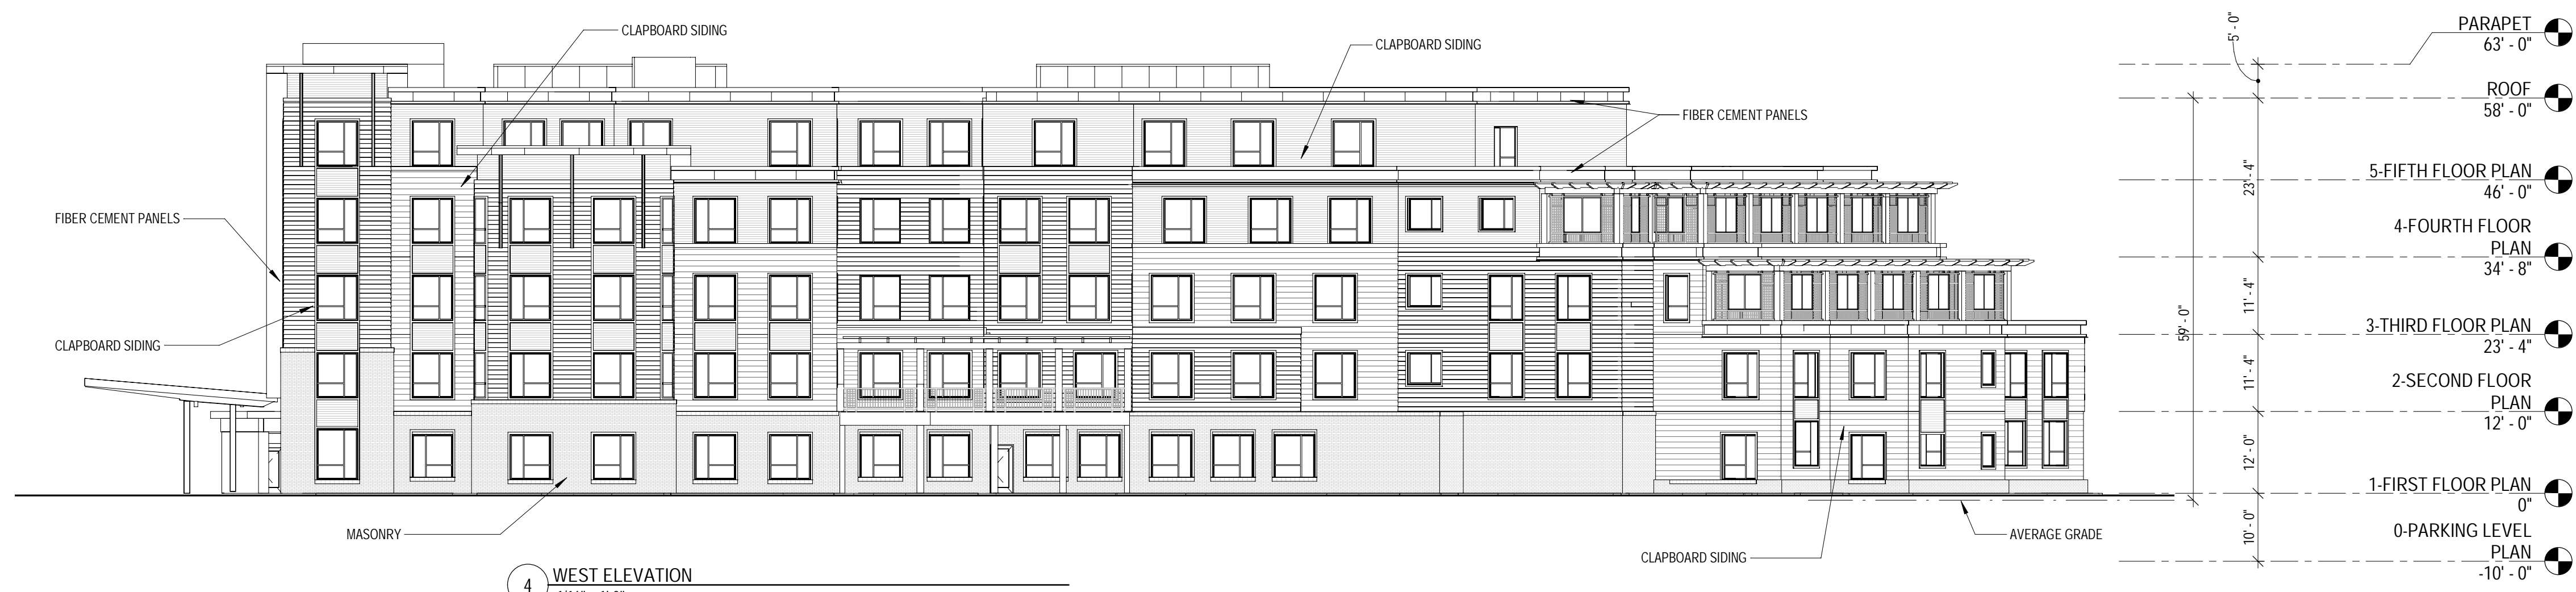 CLAPBOARD SIDING
CLAPBOARD SIDING
FIBER CEMENT PANELS
FIBER CEMENT PANELS
CLAPBOARD SIDING
MASONRY
CLAPBOARD SIDING
AVERAGE GRADE
4
WEST ELEVATION
5' - 0"
23' - 4"
11' - 4"
11' - 4"
12' - 0"
10' - 0"
59' - 0"
PARAPET
63' - 0"
ROOF
58' - 0"
5-FIFTH FLOOR PLAN
46' - 0"
4-FOURTH FLOOR
PLAN
34' - 8"
3-THIRD FLOOR PLAN
23' - 4"
2-SECOND FLOOR
PLAN
12' - 0"
1-FIRST FLOOR PLAN
0"
0-PARKING LEVEL
PLAN
-10' - 0"